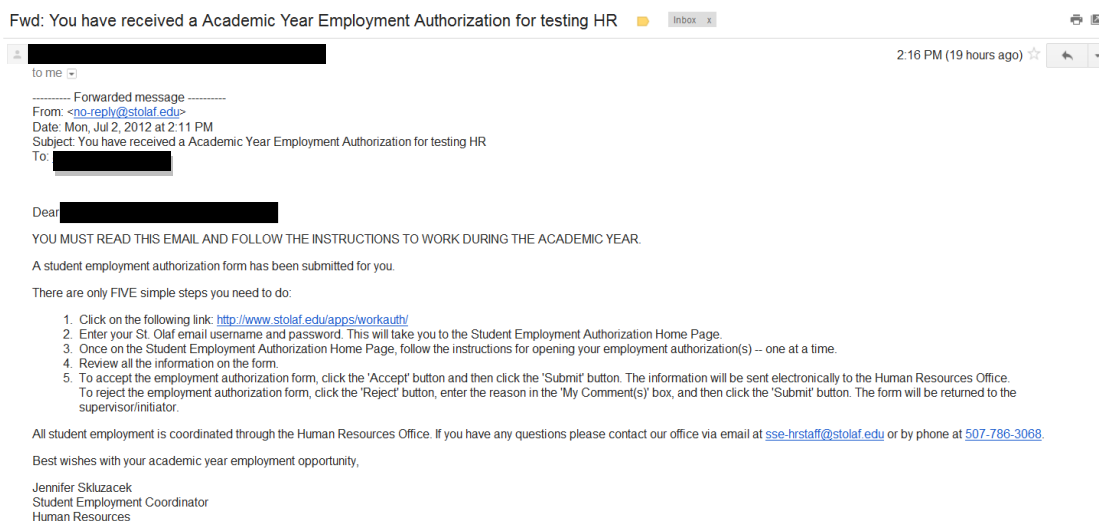 Fwd: You have received a Academic Year Employment Authorization for testing HR Inbox x
2:16 PM (19 hours ago)
to me
---------- Forwarded message ----------
From: <no-reply@stolaf.edu>
Date: Mon, Jul 2, 2012 at 2:11 PM
Subject: You have received a Academic Year Employment Authorization for testing HR
To:
Dear
YOU MUST READ THIS EMAIL AND FOLLOW THE INSTRUCTIONS TO WORK DURING THE ACADEMIC YEAR.
A student employment authorization form has been submitted for you.
There are only FIVE simple steps you need to do:
1. Click on the following link: http://www.stolaf.edu/apps/workauth/
2. Enter your St. Olaf email username and password. This will take you to the Student Employment Authorization Home Page.
3. Once on the Student Employment Authorization Home Page, follow the instructions for opening your employment authorization(s) -- one at a time.
4. Review all the information on the form.
5. To accept the employment authorization form, click the 'Accept' button and then click the 'Submit' button. The information will be sent electronically to the Human Resources Office.
To reject the employment authorization form, click the 'Reject' button, enter the reason in the 'My Comment(s)' box, and then click the 'Submit' button. The form will be returned to the
supervisor/initiator.
All student employment is coordinated through the Human Resources Office. If you have any questions please contact our office via email at sse-hrstaff@stolaf.edu or by phone at 507-786-3068.
Best wishes with your academic year employment opportunity,
Jennifer Skluzacek
Student Employment Coordinator
Human Resources